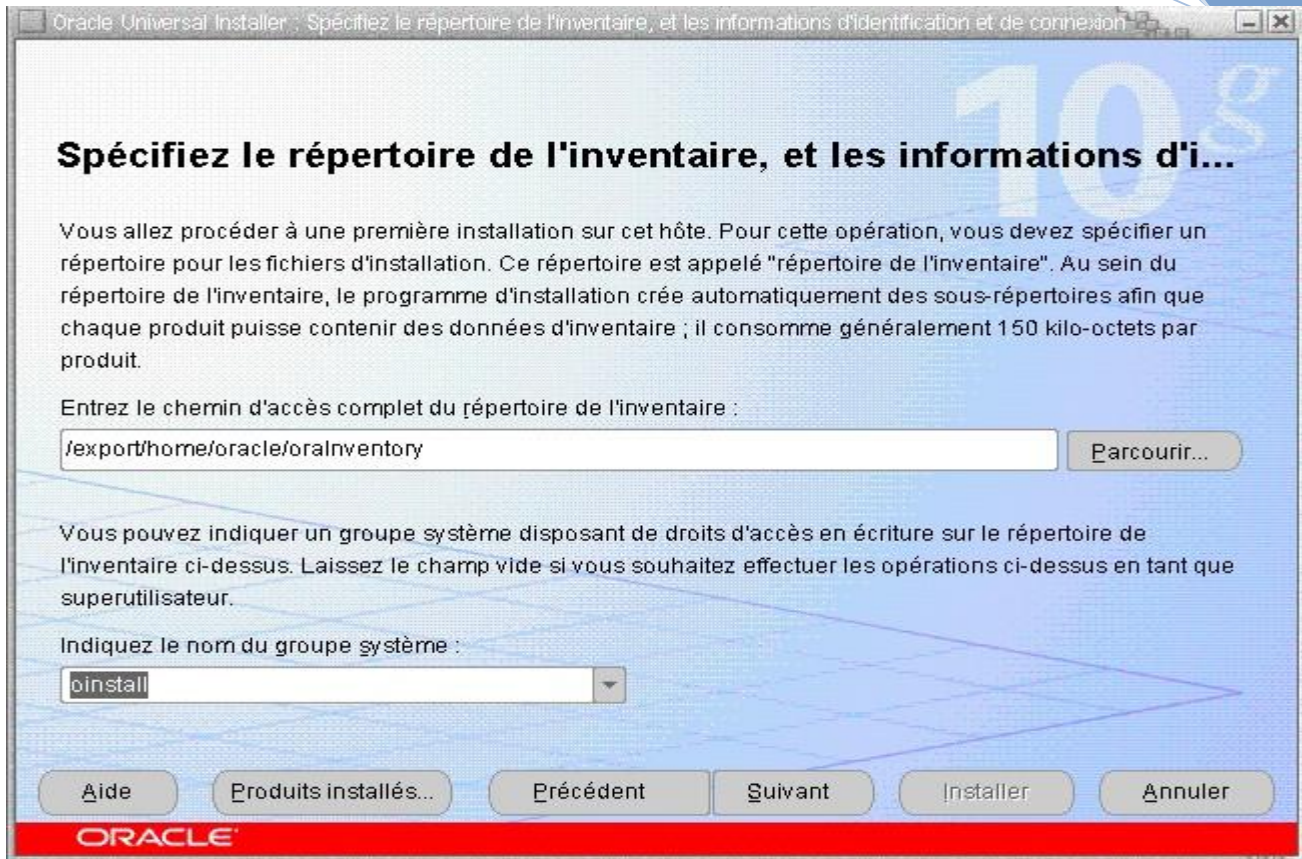 Oracle Universal Installer : Spécifiez le répertoire de l'inventaire, et les informations d'identification et de connexion
10g
Spécifiez le répertoire de l'inventaire, et les informations d'i...
Vous allez procéder à une première installation sur cet hôte. Pour cette opération, vous devez spécifier un
répertoire pour les fichiers d'installation. Ce répertoire est appelé "répertoire de l'inventaire". Au sein du
répertoire de l'inventaire, le programme d'installation crée automatiquement des sous-répertoires afin que
chaque produit puisse contenir des données d'inventaire ; il consomme généralement 150 kilo-octets par
produit.
Entrez le chemin d'accès complet du répertoire de l'inventaire :
/export/home/oracle/oraInventory
Parcourir...
Vous pouvez indiquer un groupe système disposant de droits d'accès en écriture sur le répertoire de
l'inventaire ci-dessus. Laissez le champ vide si vous souhaitez effectuer les opérations ci-dessus en tant que
superutilisateur.
Indiquez le nom du groupe système :
oinstall
Aide
Produits installés...
Précédent
Suivant
Installer
Annuler
ORACLE